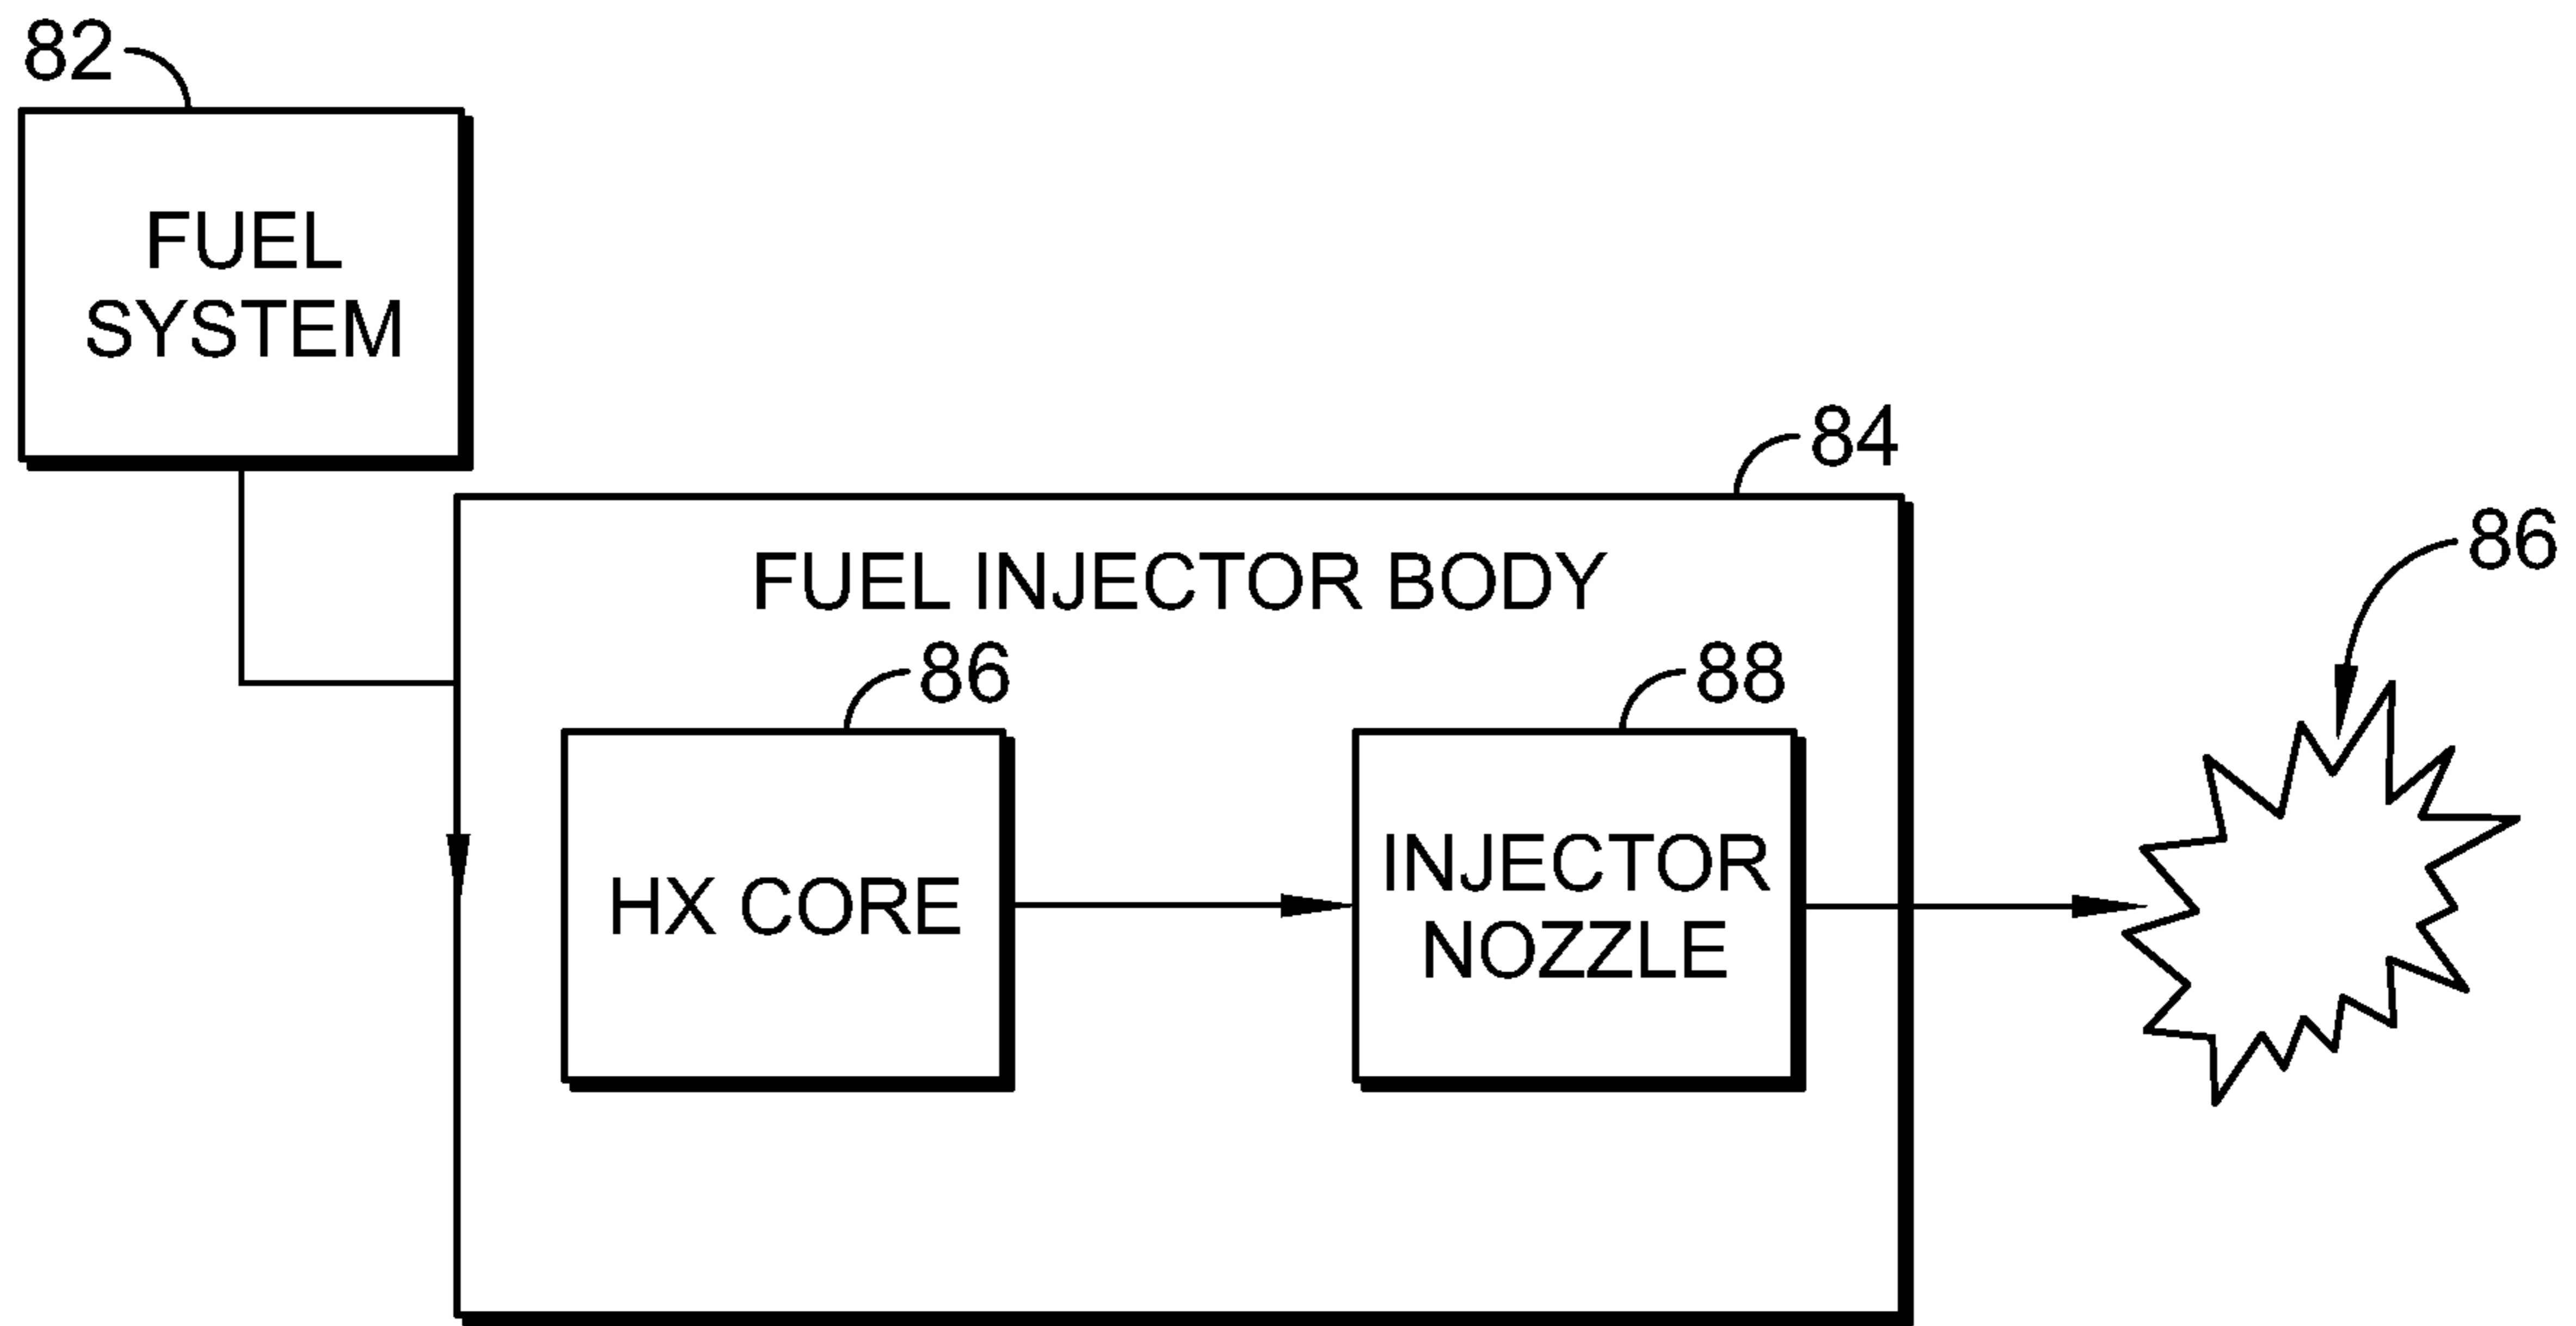 82
FUEL
SYSTEM
84
86
FUEL INJECTOR BODY
86
88
HX CORE
INJECTOR
NOZZLE